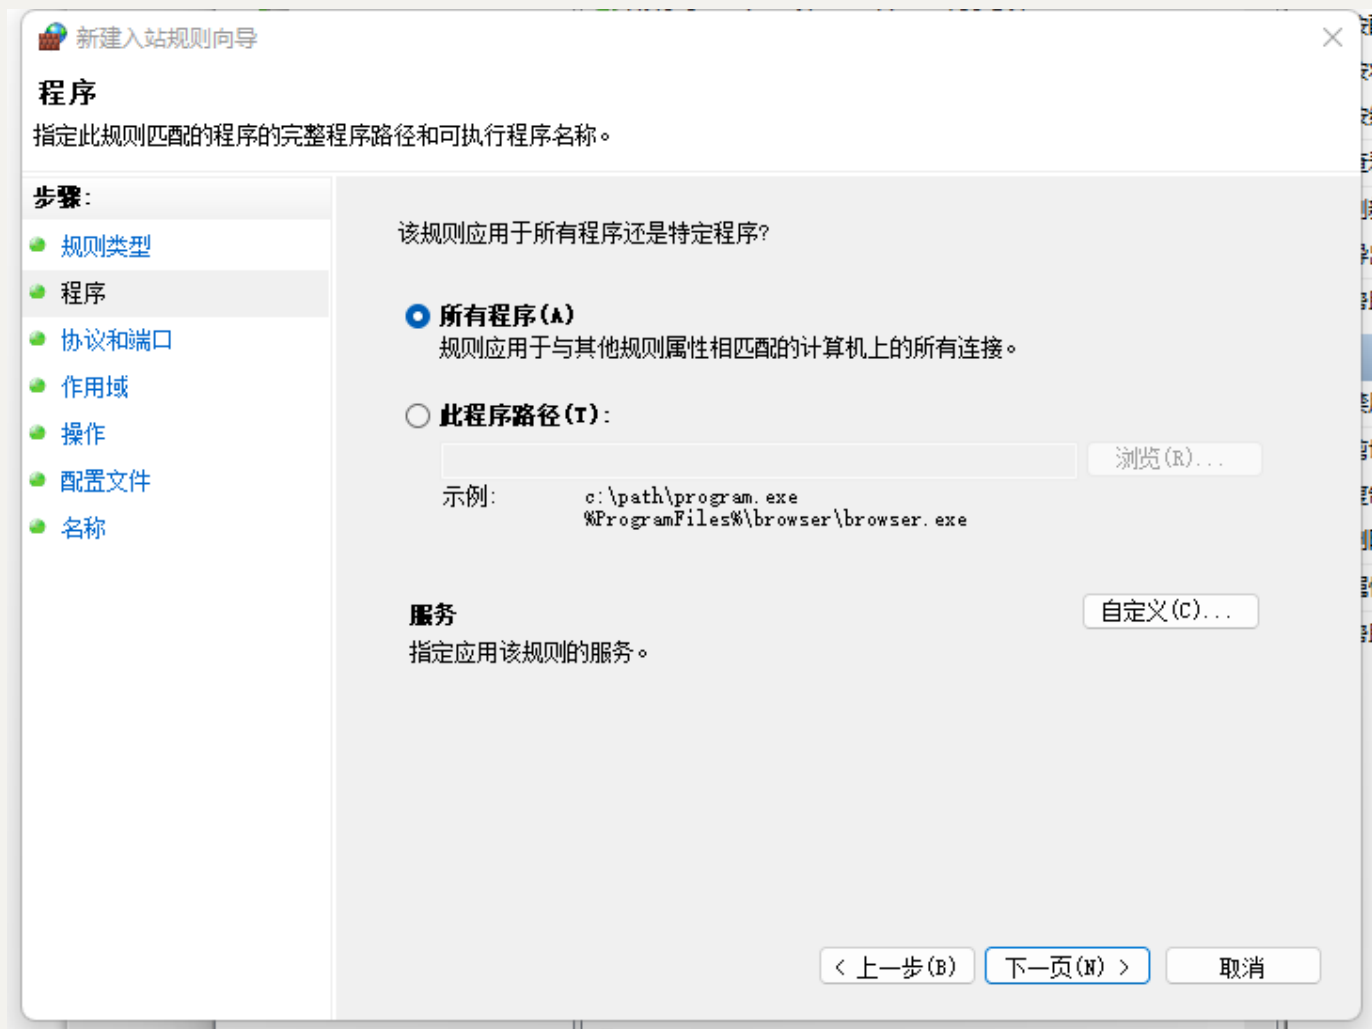 新建入站规则向导
程序
指定此规则匹配的程序的完整程序路径和可执行程序名称。
步骤:
规则类型
程序
协议和端口
作用域
操作
配置文件
名称
该规则应用于所有程序还是特定程序?
所有程序(A)
规则应用于与其他规则属性相匹配的计算机上的所有连接。
此程序路径(T):
浏览(R)...
示例: c:\path\program.exe
%ProgramFiles%\browser\browser.exe
服务
自定义(C)...
指定应用该规则的服务。
< 上一步(B) 下一页(N) > 取消